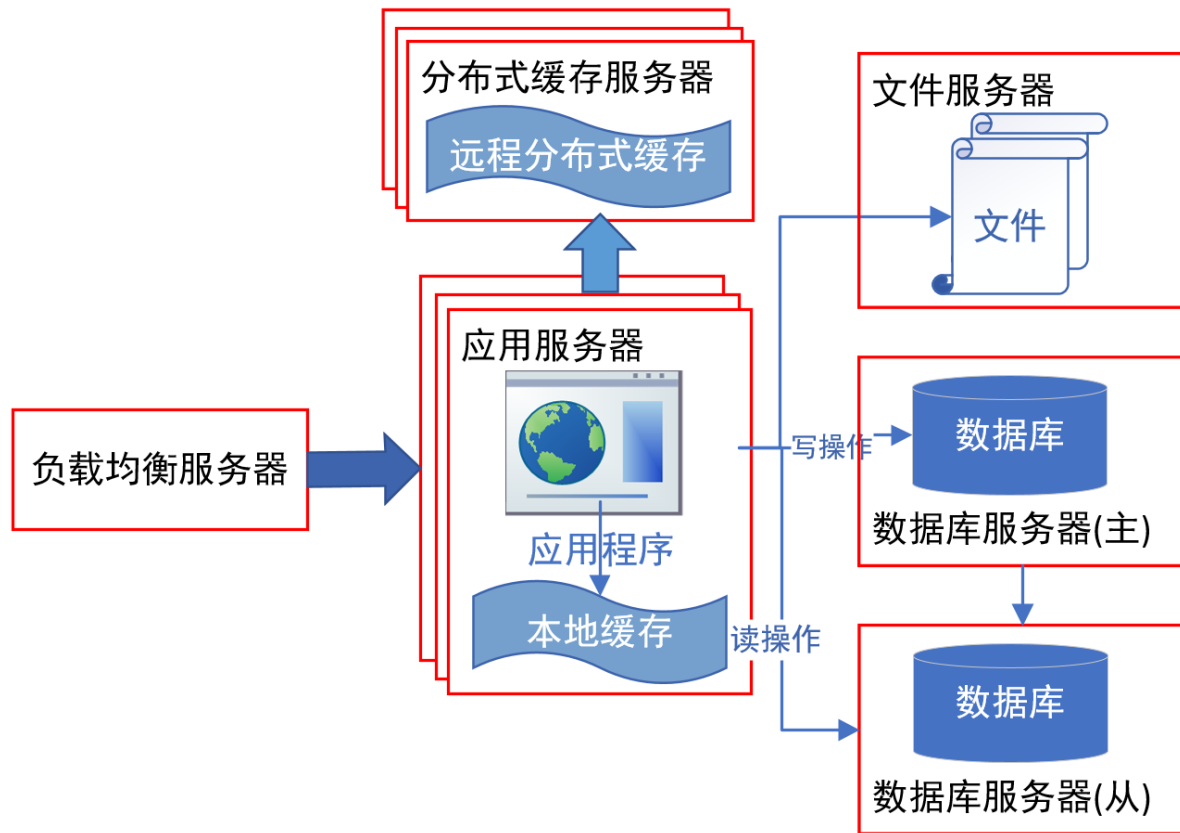 分布式缓存服务器
远程分布式缓存
文件服务器
文件
应用服务器
应用程序
本地缓存
负载均衡服务器
写操作
读操作
数据库
数据库服务器(主)
数据库
数据库服务器(从)